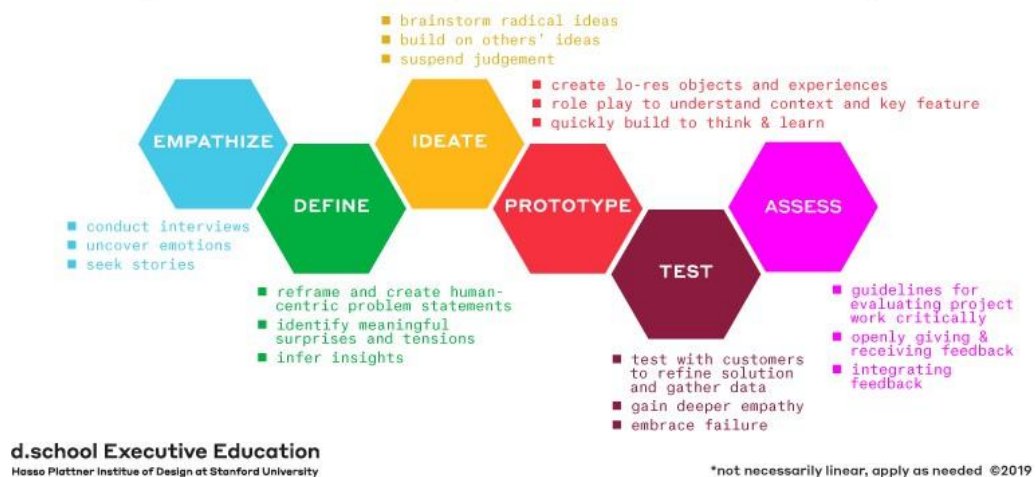 brainstorm radical ideas
build on others' ideas
suspend judgement
create lo-res objects and experiences
role play to understand context and key feature
quickly build to think & learn
EMPATHIZE
IDEATE
DEFINE
PROTOTYPE
ASSESS
TEST
conduct interviews
uncover emotions
seek stories
reframe and create human-
centric problem statements
identify meaningful
surprises and tensions
infer insights
guidelines for
evaluating project
work critically
openly giving &
receiving feedback
integrating
feedback
test with customers
to refine solution
and gather data
gain deeper empathy
embrace failure
d.school Executive Education
Hasso Plattner Institue of Design at Stanford University
*not necessarily linear, apply as needed ©2019